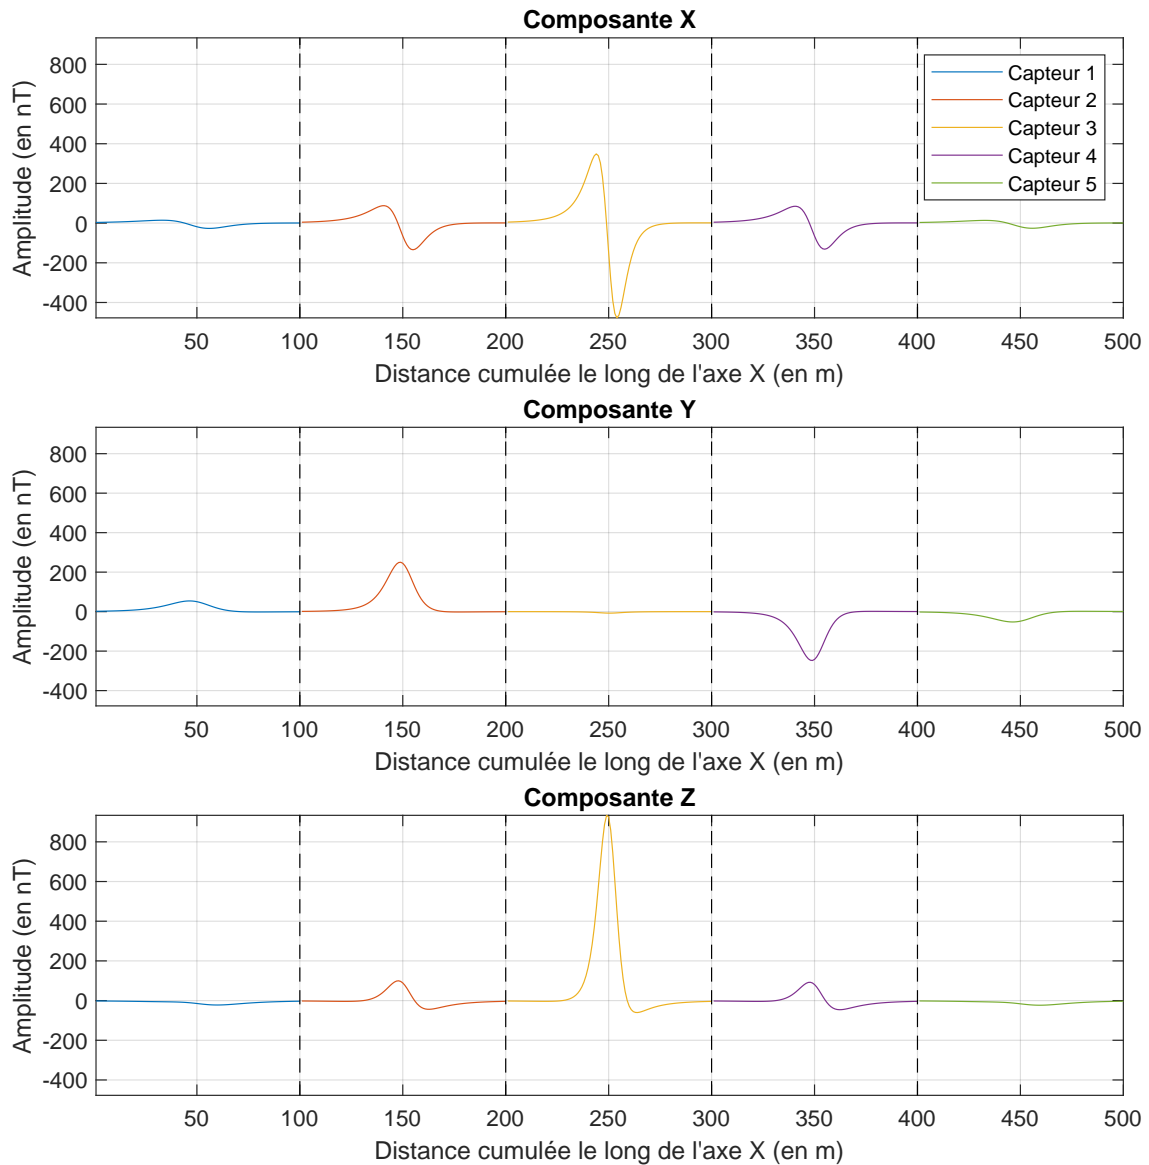 Composante X
Amplitude (en nT)
800
600
400
200
0
-200
-400
Capteur 1
Capteur 2
Capteur 3
Capteur 4
Capteur 5
50 100 150 200 250 300 350 400 450 500
Distance cumulée le long de l'axe X (en m)
Composante Y
Amplitude (en nT)
800
600
400
200
0
-200
-400
50 100 150 200 250 300 350 400 450 500
Distance cumulée le long de l'axe X (en m)
Composante Z
Amplitude (en nT)
800
600
400
200
0
-200
-400
50 100 150 200 250 300 350 400 450 500
Distance cumulée le long de l'axe X (en m)